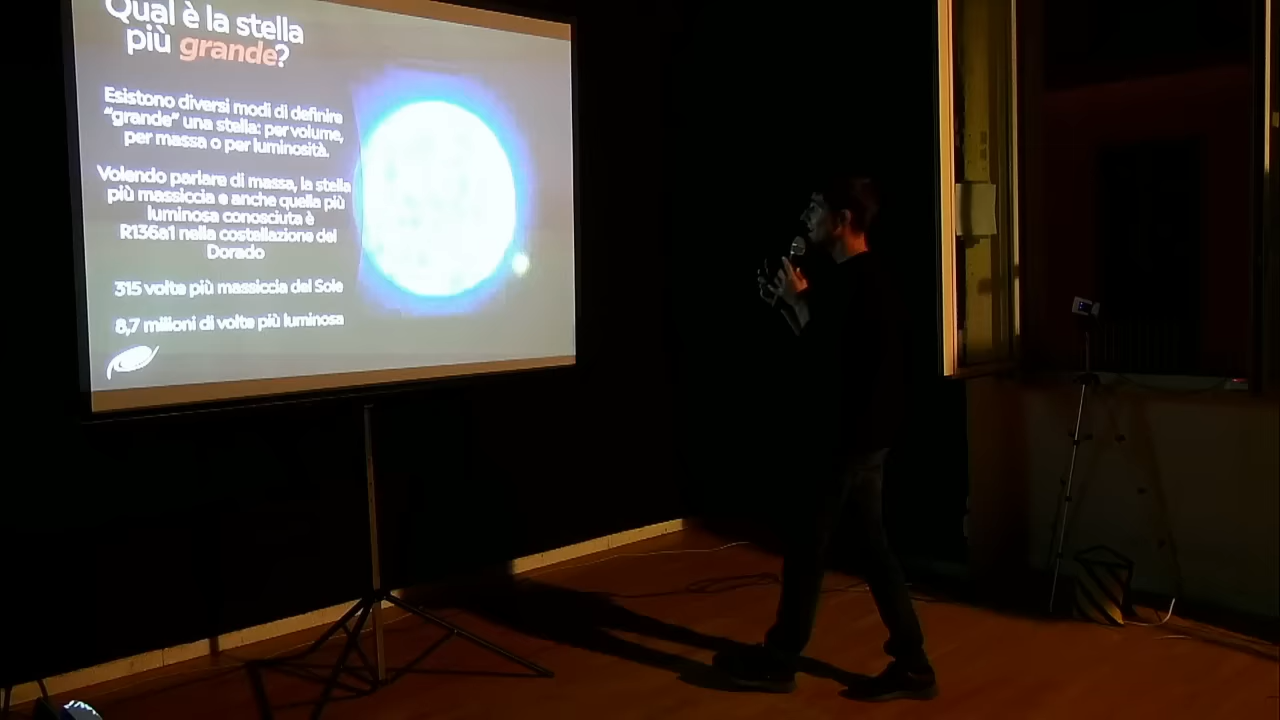 Qual è la stella
più grande?
Esistono diversi modi di definire
"grande" una stella: per volume,
per massa o per luminosità.
Volendo parlare di massa, la stella
più massiccia e anche quella più
luminosa conosciuta è
R136a1 nella costellazione del
Dorado
315 volte più massiccia del Sole
8,7 milioni di volte più luminosa